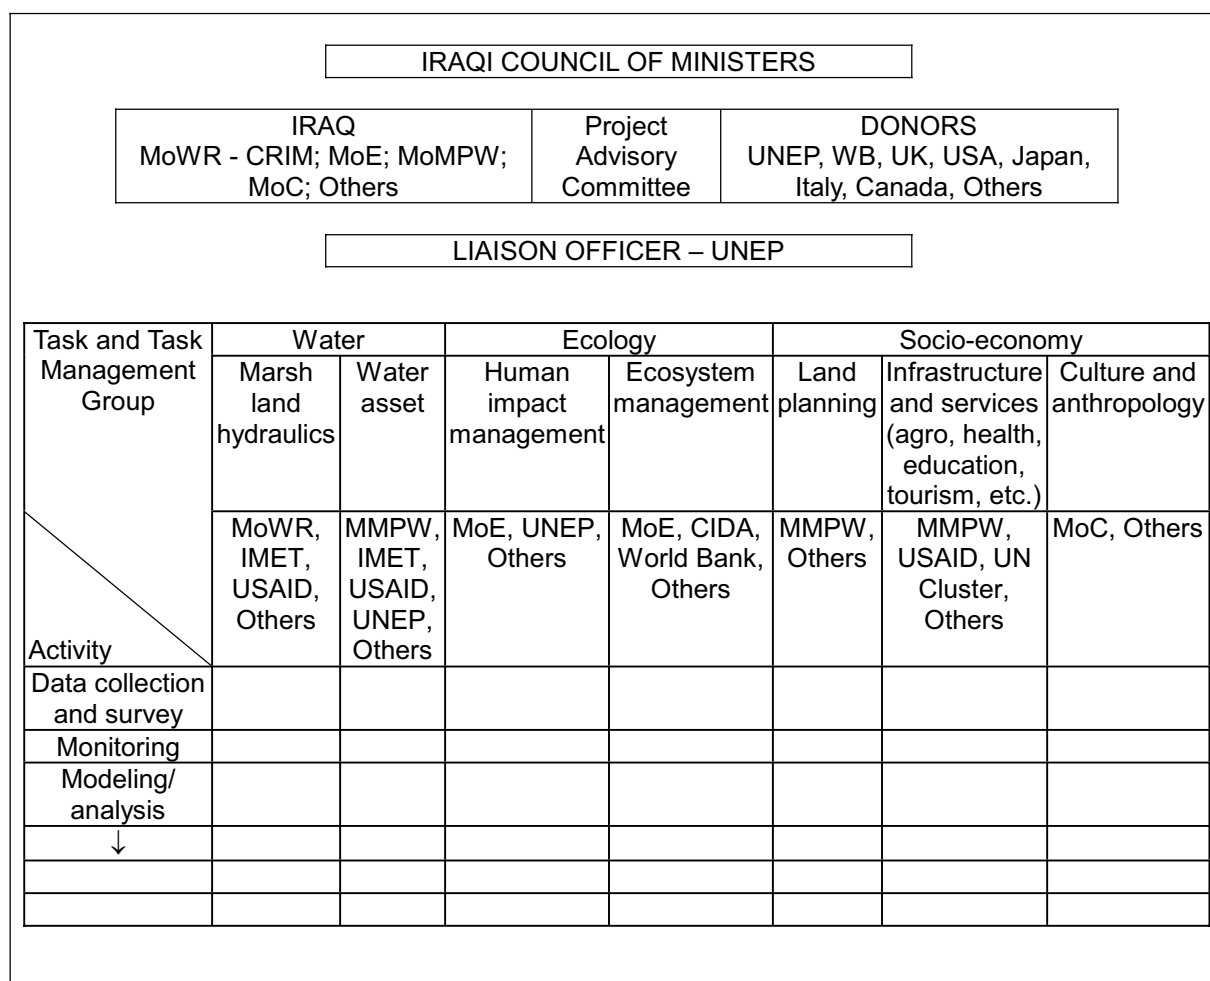 IRAQI COUNCIL OF MINISTERS
IRAQ
MoWR - CRIM; MoE; MoMPW;
MoC; Others
Project
Advisory
Committee
DONORS
UNEP, WB, UK, USA, Japan,
Italy, Canada, Others
LIAISON OFFICER – UNEP
Task and Task
Management
Group
Activity
Water
Ecology
Socio-economy
Marsh
land
hydraulics
Water
asset
Human
impact
management
Ecosystem
management
Land
planning
Infrastructure
and services
(agro, health,
education,
tourism, etc.)
Culture and
anthropology
MoWR,
IMET,
USAID,
Others
MMPW,
IMET,
USAID,
UNEP,
Others
MoE, UNEP,
Others
MoE, CIDA,
World Bank,
Others
MMPW,
Others
MMPW,
USAID, UN
Cluster,
Others
MoC, Others
Data collection
and survey
Monitoring
Modeling/
analysis
↓